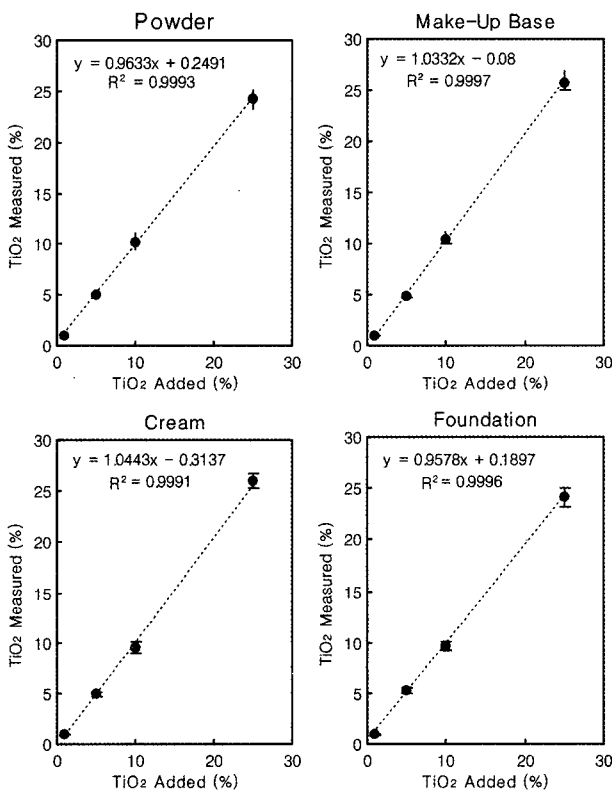 Powder
y = 0.9633x + 0.2491
R² = 0.9993
30
25
20
15
10
5
0
0 10 20 30
TiO₂ Measured (%)
TiO₂ Added (%)
Make-Up Base
y = 1.0332x − 0.08
R² = 0.9997
30
25
20
15
10
5
0
0 10 20 30
TiO₂ Measured (%)
TiO₂ Added (%)
Cream
y = 1.0443x − 0.3137
R² = 0.9991
30
25
20
15
10
5
0
0 10 20 30
TiO₂ Measured (%)
TiO₂ Added (%)
Foundation
y = 0.9578x + 0.1897
R² = 0.9996
30
25
20
15
10
5
0
0 10 20 30
TiO₂ Measured (%)
TiO₂ Added (%)